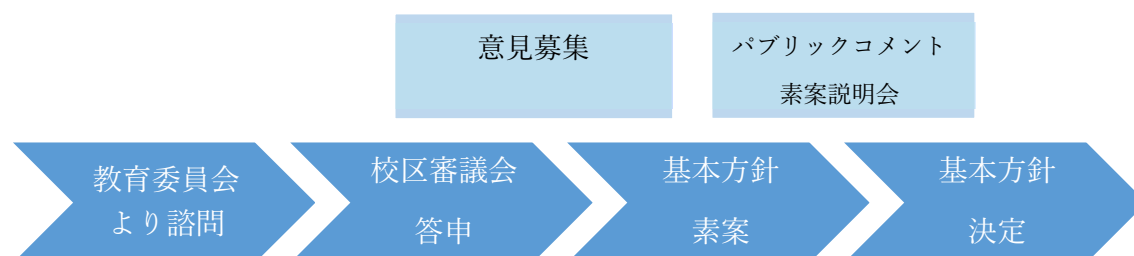 意見募集
パブリックコメント
素案説明会
教育委員会
より諮問
校区審議会
答申
基本方針
素案
基本方針
決定